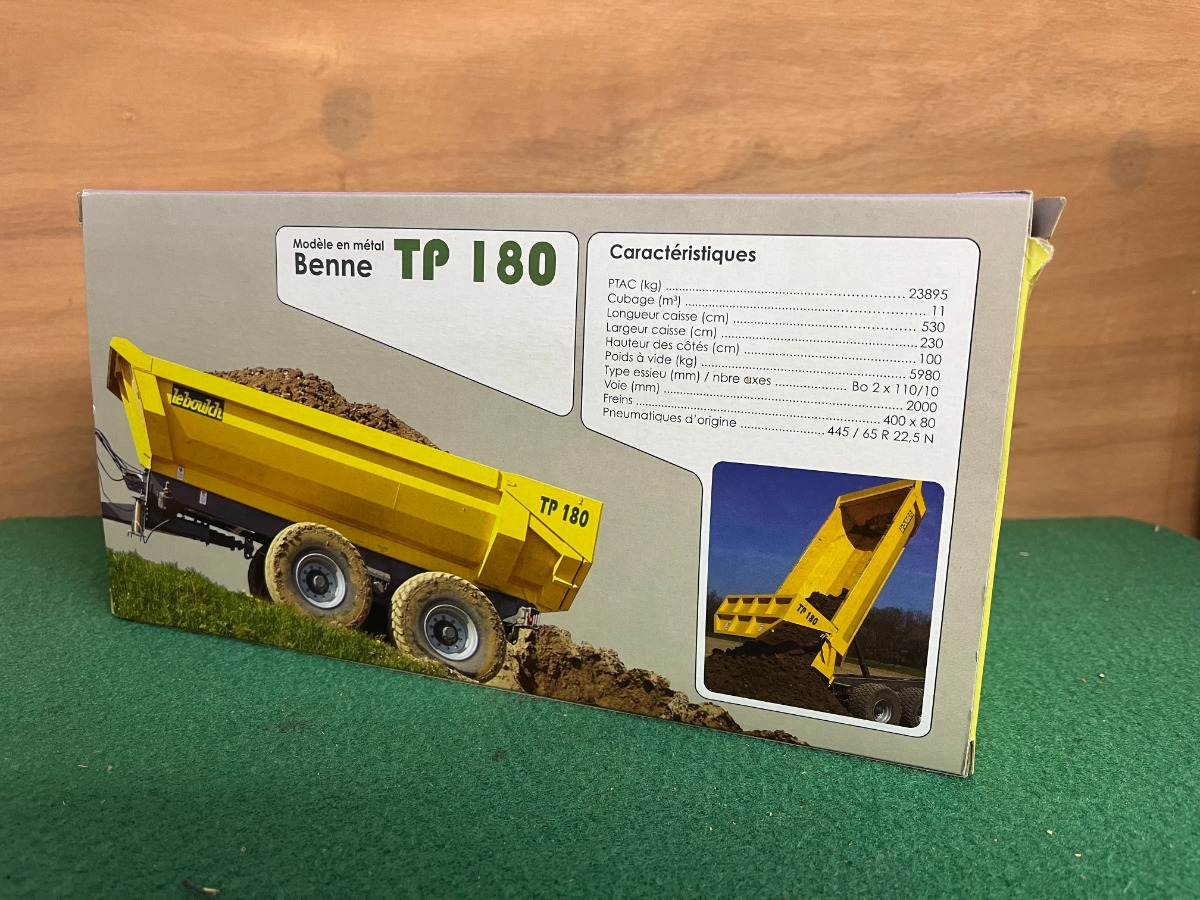 Modèle en métal
Benne TP 180
Caractéristiques
PTAC (kg) ........ 23895
Cubage (m³) ........ 11
Longueur caisse (cm) ........ 530
Largeur caisse (cm) ........ 230
Hauteur des côtés (cm) ........ 100
Poids à vide (kg) ........ 5980
Type essieu (mm) / nbre axes ........ Bo 2 x 110/10
Voie (mm) ........ 2000
Freins ........ 400 x 80
Pneumatiques d'origine ........ 445 / 65 R 22,5 N
leboulch
TP 180
TP 180